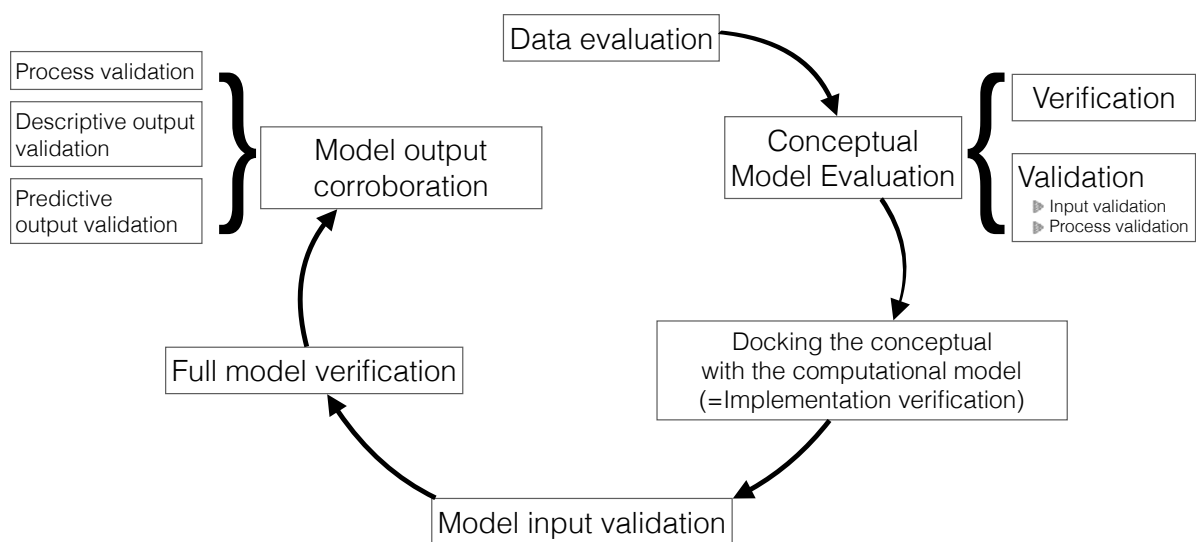 Data evaluation
Conceptual
Model Evaluation
Verification
Validation
Input validation
Process validation
Docking the conceptual
with the computational model
(=Implementation verification)
Model input validation
Full model verification
Model output
corroboration
Process validation
Descriptive output
validation
Predictive
output validation